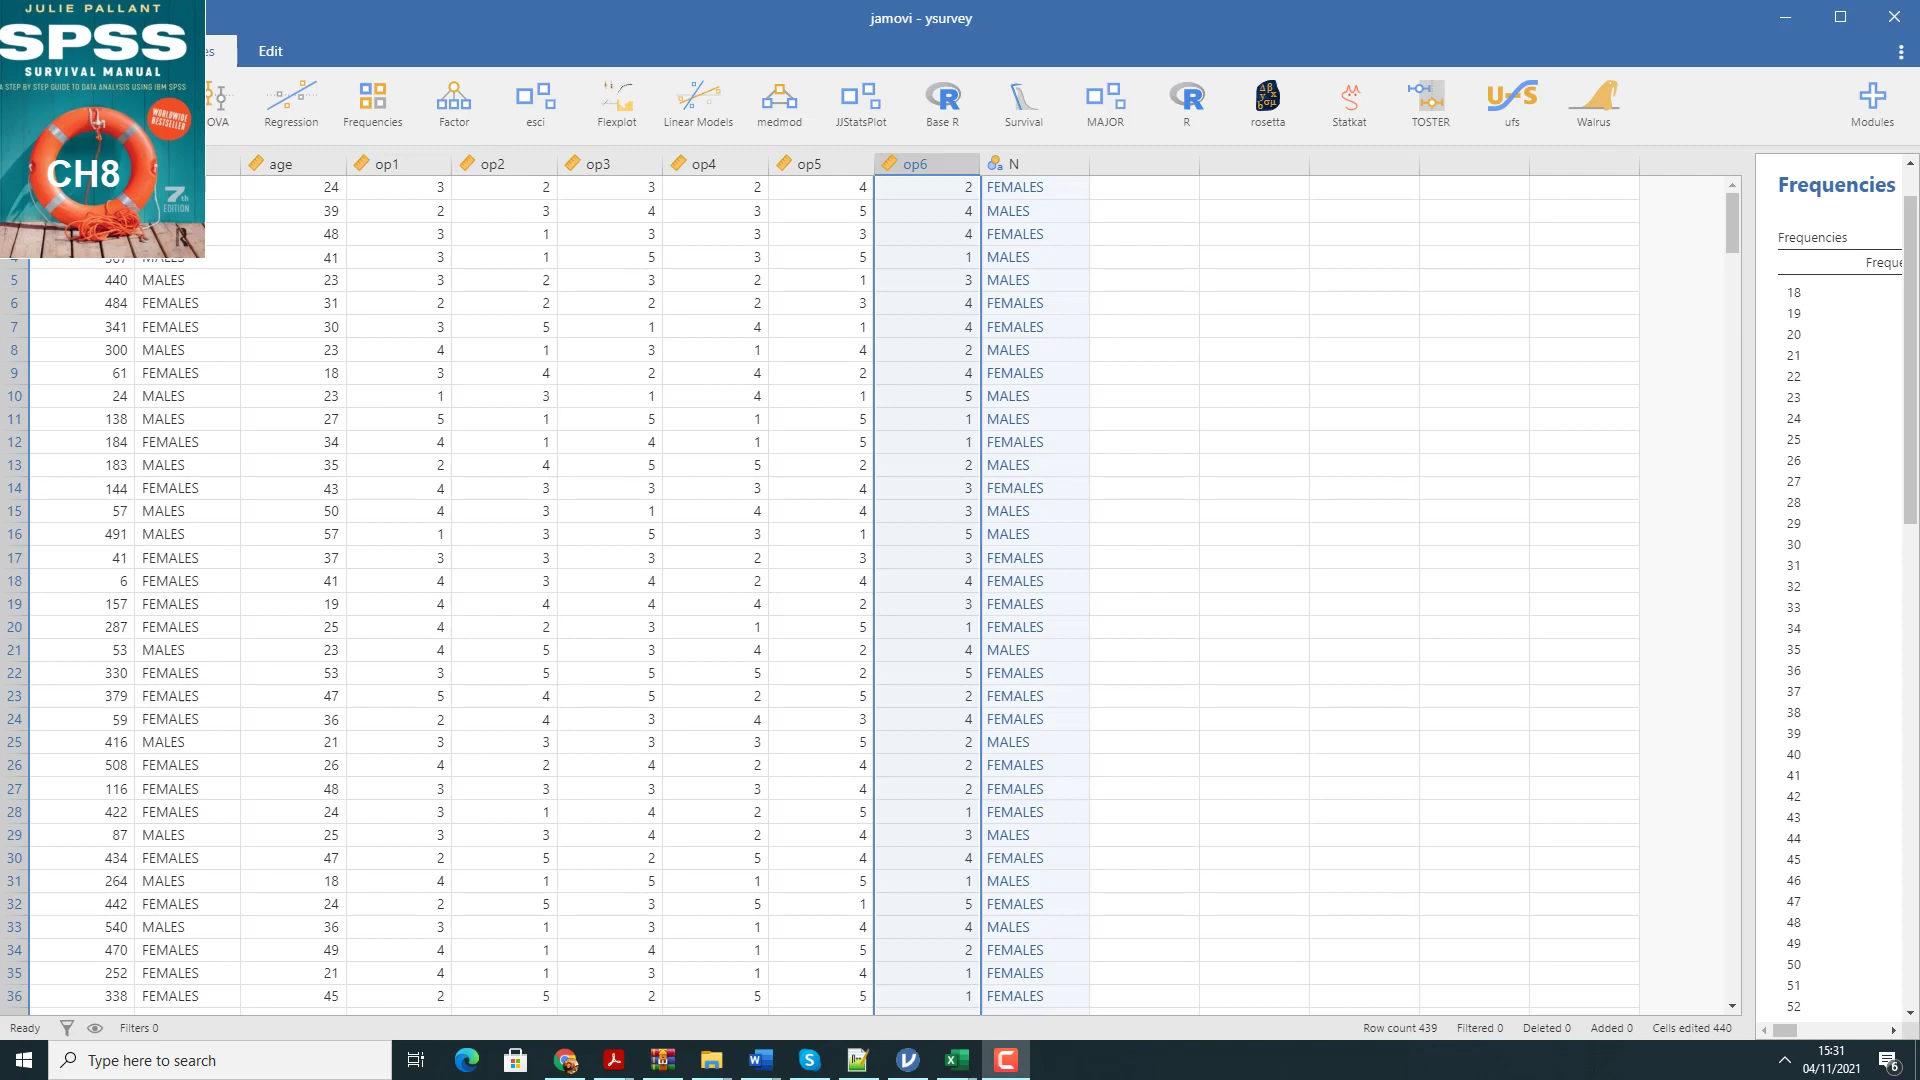 JULIE PALLANT
SPSS
SURVIVAL MANUAL
A STEP BY STEP GUIDE TO DATA ANALYSIS USING IBM SPSS
WORLDWIDE BESTSELLER
CH8
7th EDITION
jamovi - ysurvey
Edit
Regression Frequencies Factor esci Flexplot Linear Models medmod JJStatsPlot Base R Survival MAJOR R rosetta Statkat TOSTER ufs Walrus Modules
age op1 op2 op3 op4 op5 op6 N
24 3 2 3 2 4 2 FEMALES
39 2 3 4 3 5 4 MALES
48 3 1 3 3 3 4 FEMALES
41 3 1 5 3 5 1 MALES
5 440 MALES 23 3 2 3 2 1 3 MALES
6 484 FEMALES 31 2 2 2 2 3 4 FEMALES
7 341 FEMALES 30 3 5 1 4 1 4 FEMALES
8 300 MALES 23 4 1 3 1 4 2 MALES
9 61 FEMALES 18 3 4 2 4 2 4 FEMALES
10 24 MALES 23 1 3 1 4 1 5 MALES
11 138 MALES 27 5 1 5 1 5 1 MALES
12 184 FEMALES 34 4 1 4 1 5 1 FEMALES
13 183 MALES 35 2 4 5 5 2 2 MALES
14 144 FEMALES 43 4 3 3 3 4 3 FEMALES
15 57 MALES 50 4 3 1 4 4 3 MALES
16 491 MALES 57 1 3 5 3 1 5 MALES
17 41 FEMALES 37 3 3 3 2 3 3 FEMALES
18 6 FEMALES 41 4 3 4 2 4 4 FEMALES
19 157 FEMALES 19 4 4 4 4 2 3 FEMALES
20 287 FEMALES 25 4 2 3 1 5 1 FEMALES
21 53 MALES 23 4 5 3 4 2 4 MALES
22 330 FEMALES 53 3 5 5 5 2 5 FEMALES
23 379 FEMALES 47 5 4 5 2 5 2 FEMALES
24 59 FEMALES 36 2 4 3 4 3 4 FEMALES
25 416 MALES 21 3 3 3 3 5 2 MALES
26 508 FEMALES 26 4 2 4 2 4 2 FEMALES
27 116 FEMALES 48 3 3 3 3 4 2 FEMALES
28 422 FEMALES 24 3 1 4 2 5 1 FEMALES
29 87 MALES 25 3 3 4 2 4 3 MALES
30 434 FEMALES 47 2 5 2 5 4 4 FEMALES
31 264 MALES 18 4 1 5 1 5 1 MALES
32 442 FEMALES 24 2 5 3 5 1 5 FEMALES
33 540 MALES 36 3 1 3 1 4 4 MALES
34 470 FEMALES 49 4 1 4 1 5 2 FEMALES
35 252 FEMALES 21 4 1 3 1 4 1 FEMALES
36 338 FEMALES 45 2 5 2 5 5 1 FEMALES
Frequencies
Frequencies
Freque
18
19
20
21
22
23
24
25
26
27
28
29
30
31
32
33
34
35
36
37
38
39
40
41
42
43
44
45
46
47
48
49
50
51
52
Ready Filters 0 Row count 439 Filtered 0 Deleted 0 Added 0 Cells edited 440
Type here to search
15:31
04/11/2021
6